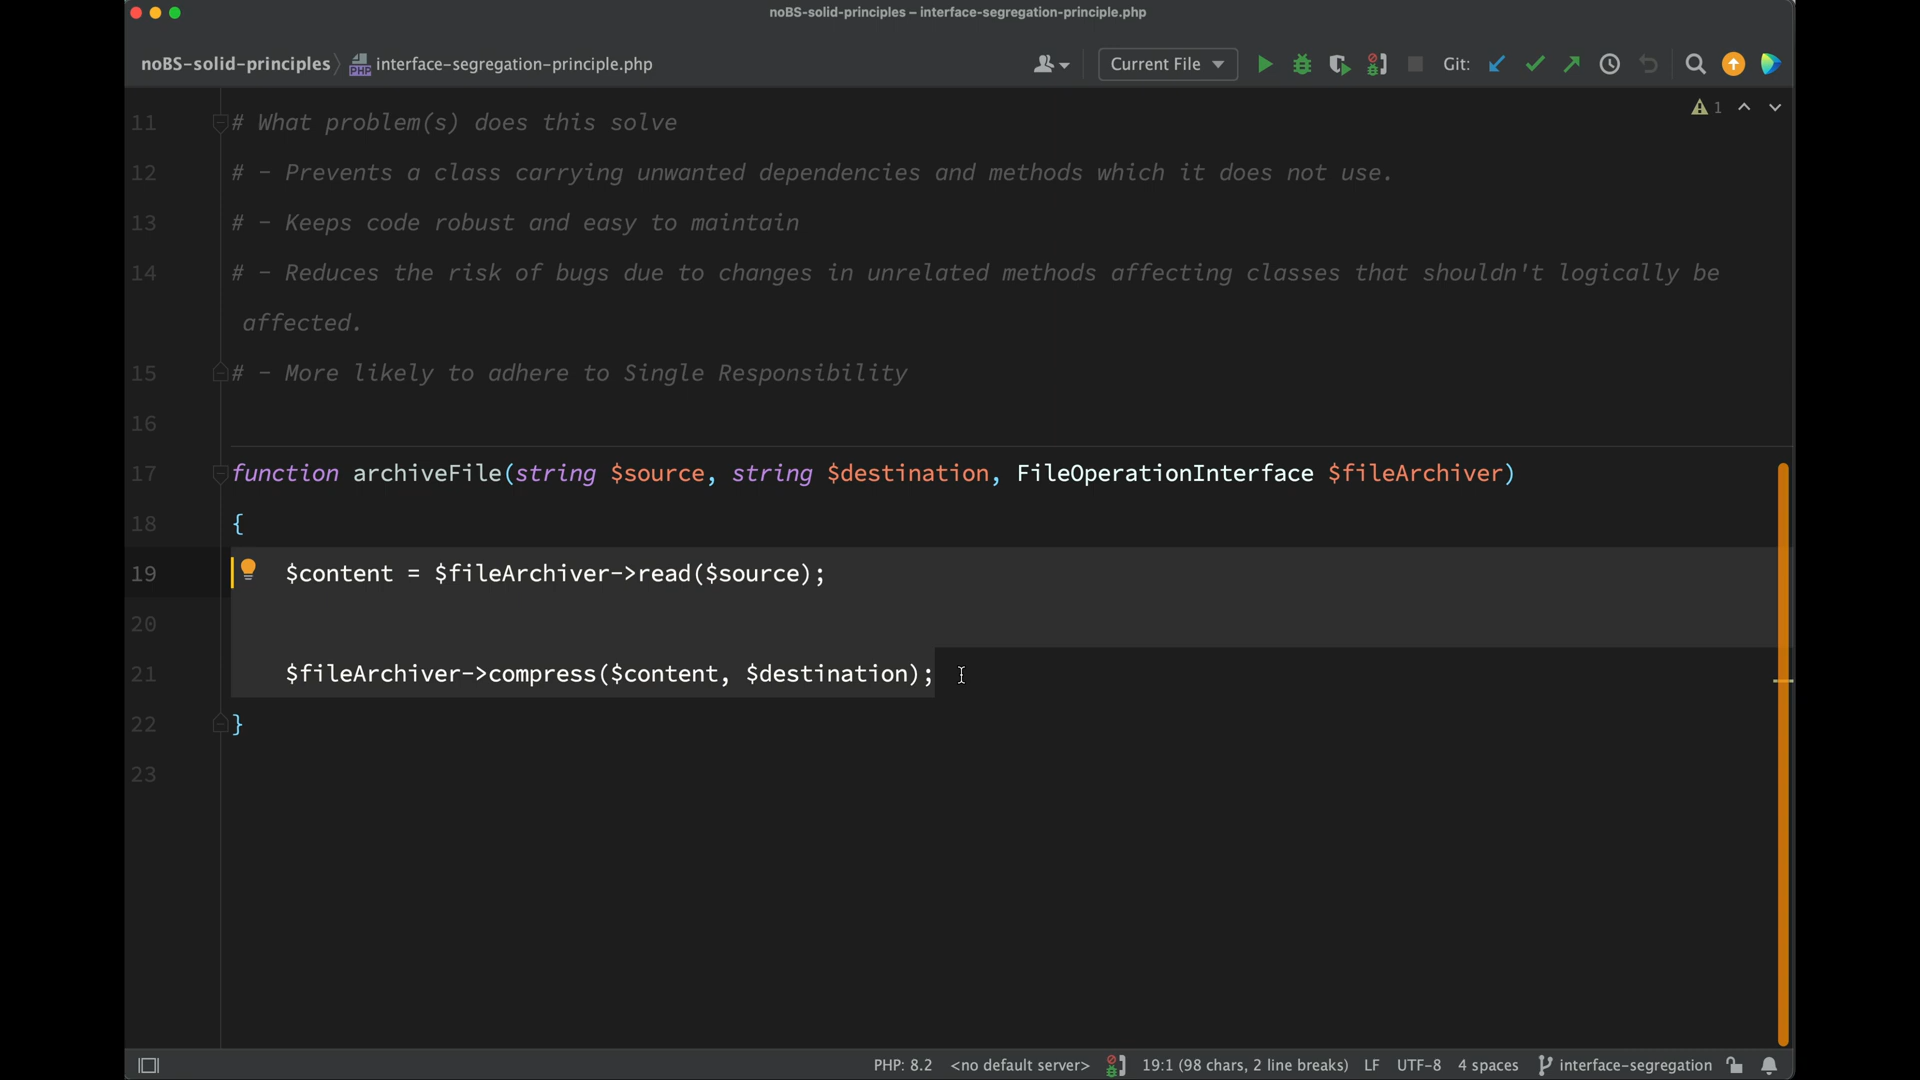 noBS-solid-principles – interface-segregation-principle.php
noBS-solid-principles PHP interface-segregation-principle.php Current File Git:
1
11 # What problem(s) does this solve
12 # - Prevents a class carrying unwanted dependencies and methods which it does not use.
13 # - Keeps code robust and easy to maintain
14 # - Reduces the risk of bugs due to changes in unrelated methods affecting classes that shouldn't logically be
affected.
15 # - More likely to adhere to Single Responsibility
16
17 function archiveFile(string $source, string $destination, FileOperationInterface $fileArchiver)
18 {
19 $content = $fileArchiver->read($source);
20
21 $fileArchiver->compress($content, $destination);
22 }
23
PHP: 8.2 <no default server> 19:1 (98 chars, 2 line breaks) LF UTF-8 4 spaces interface-segregation